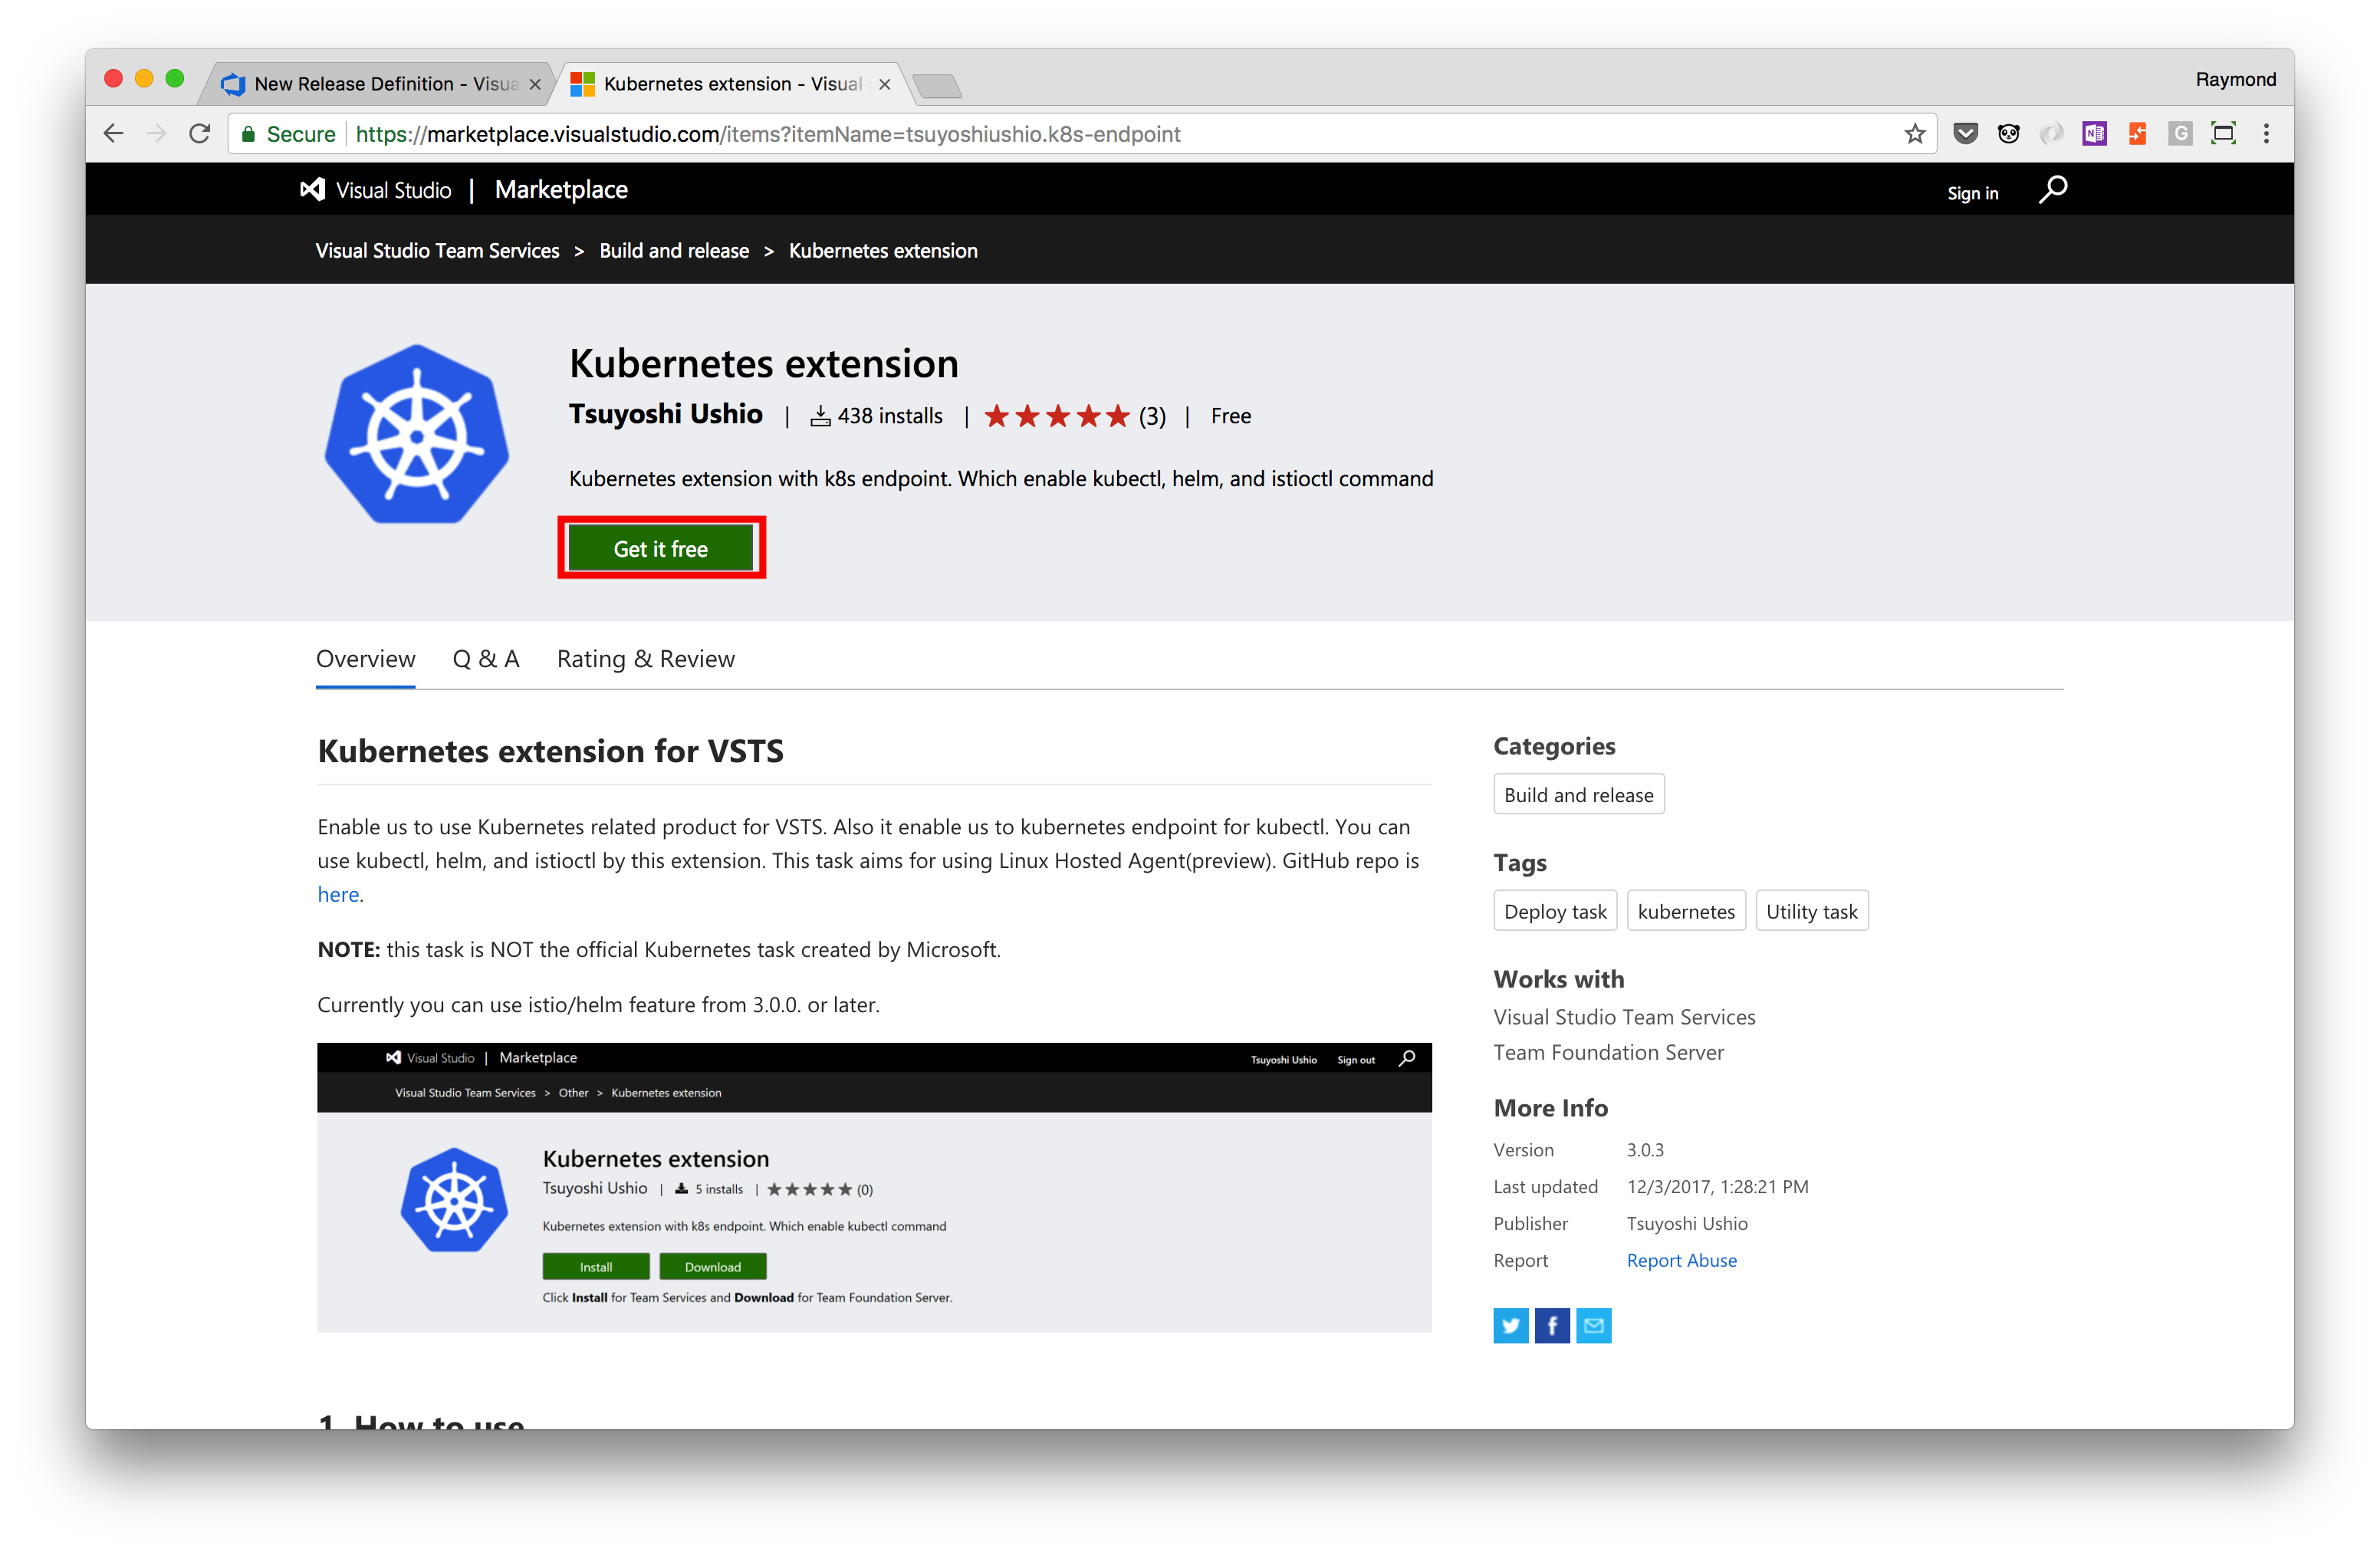 New Release Definition - Visua
Kubernetes extension - Visual
Raymond
Secure
https://marketplace.visualstudio.com/items?itemName=tsuyoshiushio.k8s-endpoint
Visual Studio | Marketplace
Sign in
Visual Studio Team Services > Build and release > Kubernetes extension
Kubernetes extension
Tsuyoshi Ushio | 438 installs | (3) | Free
Kubernetes extension with k8s endpoint. Which enable kubectl, helm, and istioctl command
Get it free
Overview Q & A Rating & Review
Kubernetes extension for VSTS
Enable us to use Kubernetes related product for VSTS. Also it enable us to kubernetes endpoint for kubectl. You can
use kubectl, helm, and istioctl by this extension. This task aims for using Linux Hosted Agent(preview). GitHub repo is
here.
NOTE: this task is NOT the official Kubernetes task created by Microsoft.
Currently you can use istio/helm feature from 3.0.0. or later.
Visual Studio | Marketplace
Tsuyoshi Ushio Sign out
Visual Studio Team Services > Other > Kubernetes extension
Kubernetes extension
Tsuyoshi Ushio | 5 installs | (0)
Kubernetes extension with k8s endpoint. Which enable kubectl command
Install Download
Click Install for Team Services and Download for Team Foundation Server.
1. How to use
Categories
Build and release
Tags
Deploy task kubernetes Utility task
Works with
Visual Studio Team Services
Team Foundation Server
More Info
Version 3.0.3
Last updated 12/3/2017, 1:28:21 PM
Publisher Tsuyoshi Ushio
Report Report Abuse